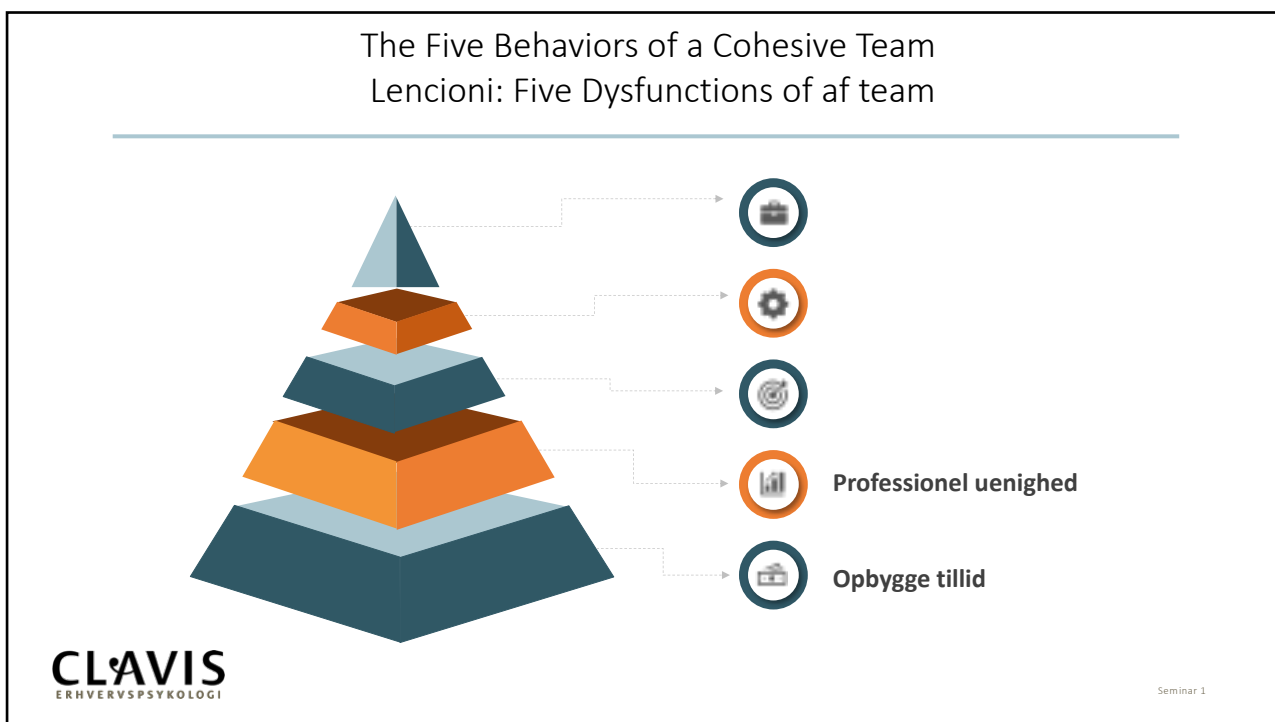 The Five Behaviors of a Cohesive Team
Lencioni: Five Dysfunctions of af team
Professionel uenighed
Opbygge tillid
CLAVIS
ERHVERVSPSYKOLOGI
Seminar 1